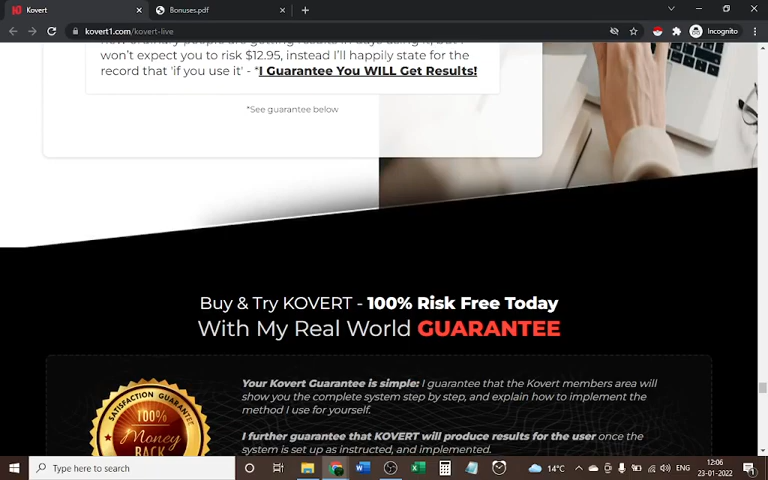 Kovert
Bonuses.pdf
kovert1.com/kovert-live
Incognito
won't expect you to risk $12.95, instead I'll happily state for the
record that 'if you use it' - *I Guarantee You WILL Get Results!
*See guarantee below
Buy & Try KOVERT - 100% Risk Free Today
With My Real World GUARANTEE
SATISFACTION GUARANTEE
100%
Money
BACK
Your Kovert Guarantee is simple: I guarantee that the Kovert members area will
show you the complete system step by step, and explain how to implement the
method I use for yourself.
I further guarantee that KOVERT will produce results for the user once the
system is set up as instructed, and implemented.
Type here to search
14°C
ENG
12:06
23-01-2022